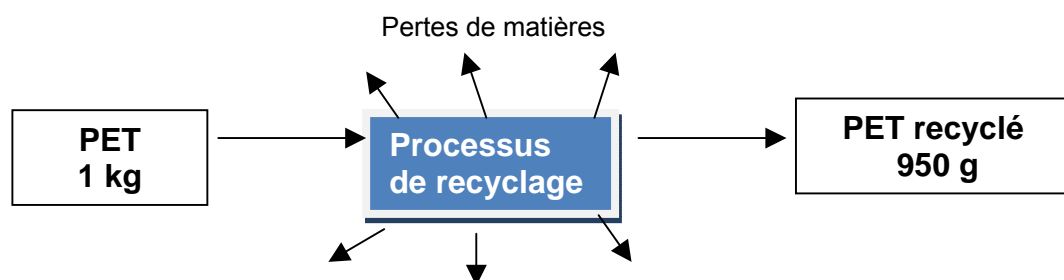 Pertes de matières
PET
1 kg
Processus
de recyclage
PET recyclé
950 g